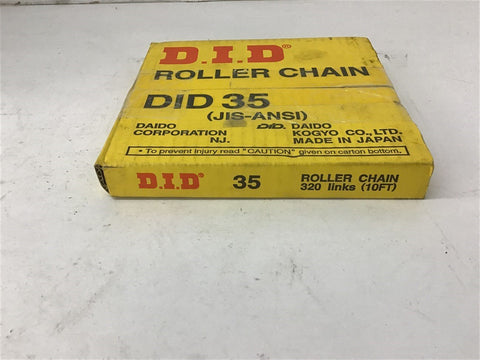 D.I.D®
ROLLER CHAIN
DID 35
(JIS-ANSI)
DAIDO CORPORATION NJ.
D.I.D. DAIDO KOGYO CO., LTD.
MADE IN JAPAN
• To prevent injury read "CAUTION" given on carton bottom.
D.I.D® 35 ROLLER CHAIN
320 links (10FT)